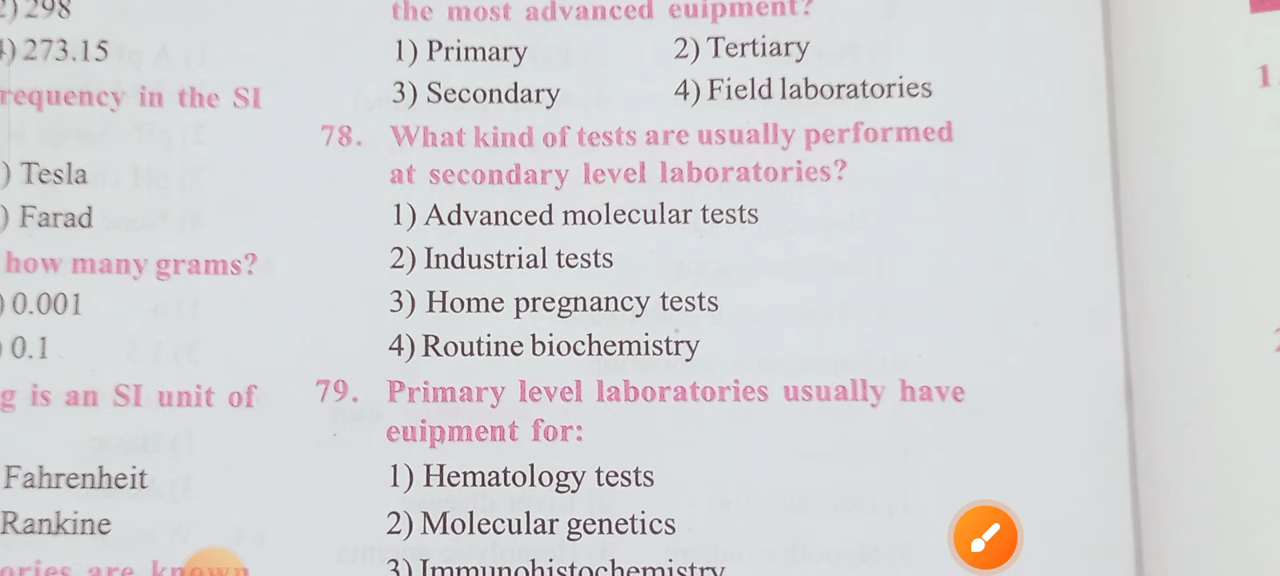 298
4) 273.15
requency in the SI
) Tesla
) Farad
how many grams?
) 0.001
) 0.1
g is an SI unit of
Fahrenheit
Rankine
ories are known
the most advanced euipment?
1) Primary 2) Tertiary
3) Secondary 4) Field laboratories
78. What kind of tests are usually performed
at secondary level laboratories?
1) Advanced molecular tests
2) Industrial tests
3) Home pregnancy tests
4) Routine biochemistry
79. Primary level laboratories usually have
euipment for:
1) Hematology tests
2) Molecular genetics
3) Immunohistochemistry
1